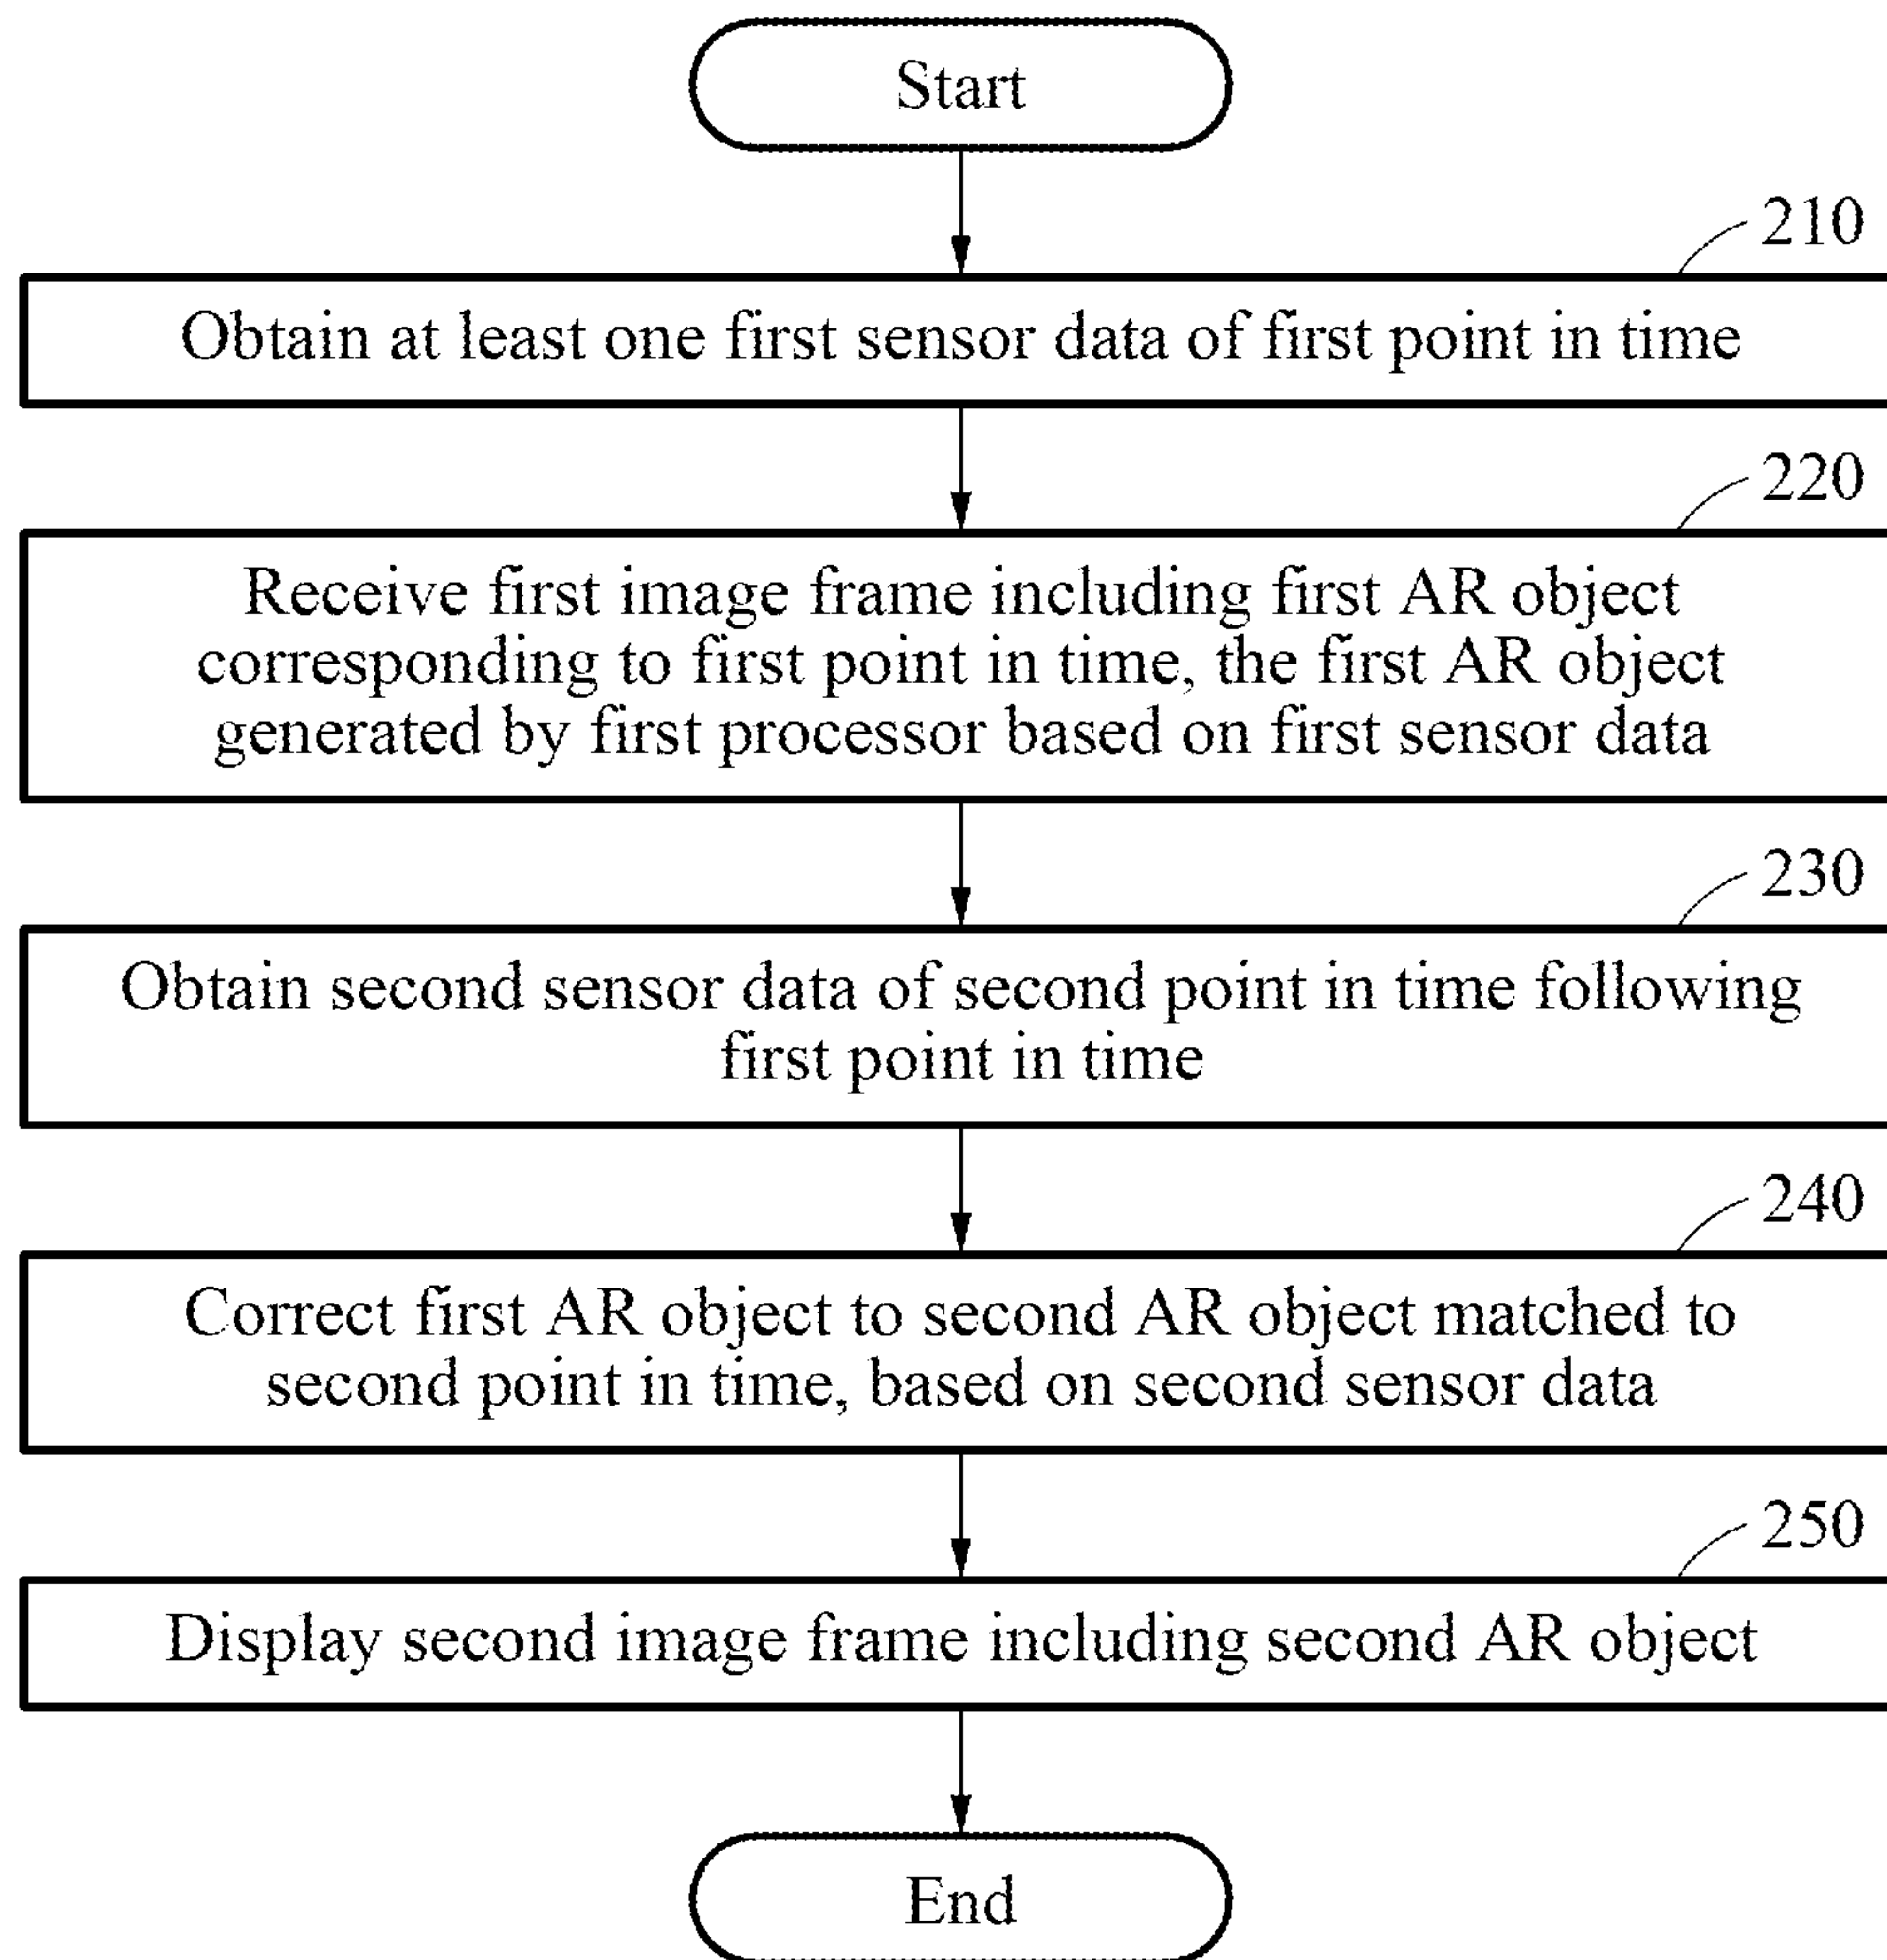 Start
210
Obtain at least one first sensor data of first point in time
220
Receive first image frame including first AR object
corresponding to first point in time, the first AR object
generated by first processor based on first sensor data
230
Obtain second sensor data of second point in time following
first point in time
240
Correct first AR object to second AR object matched to
second point in time, based on second sensor data
250
Display second image frame including second AR object
End